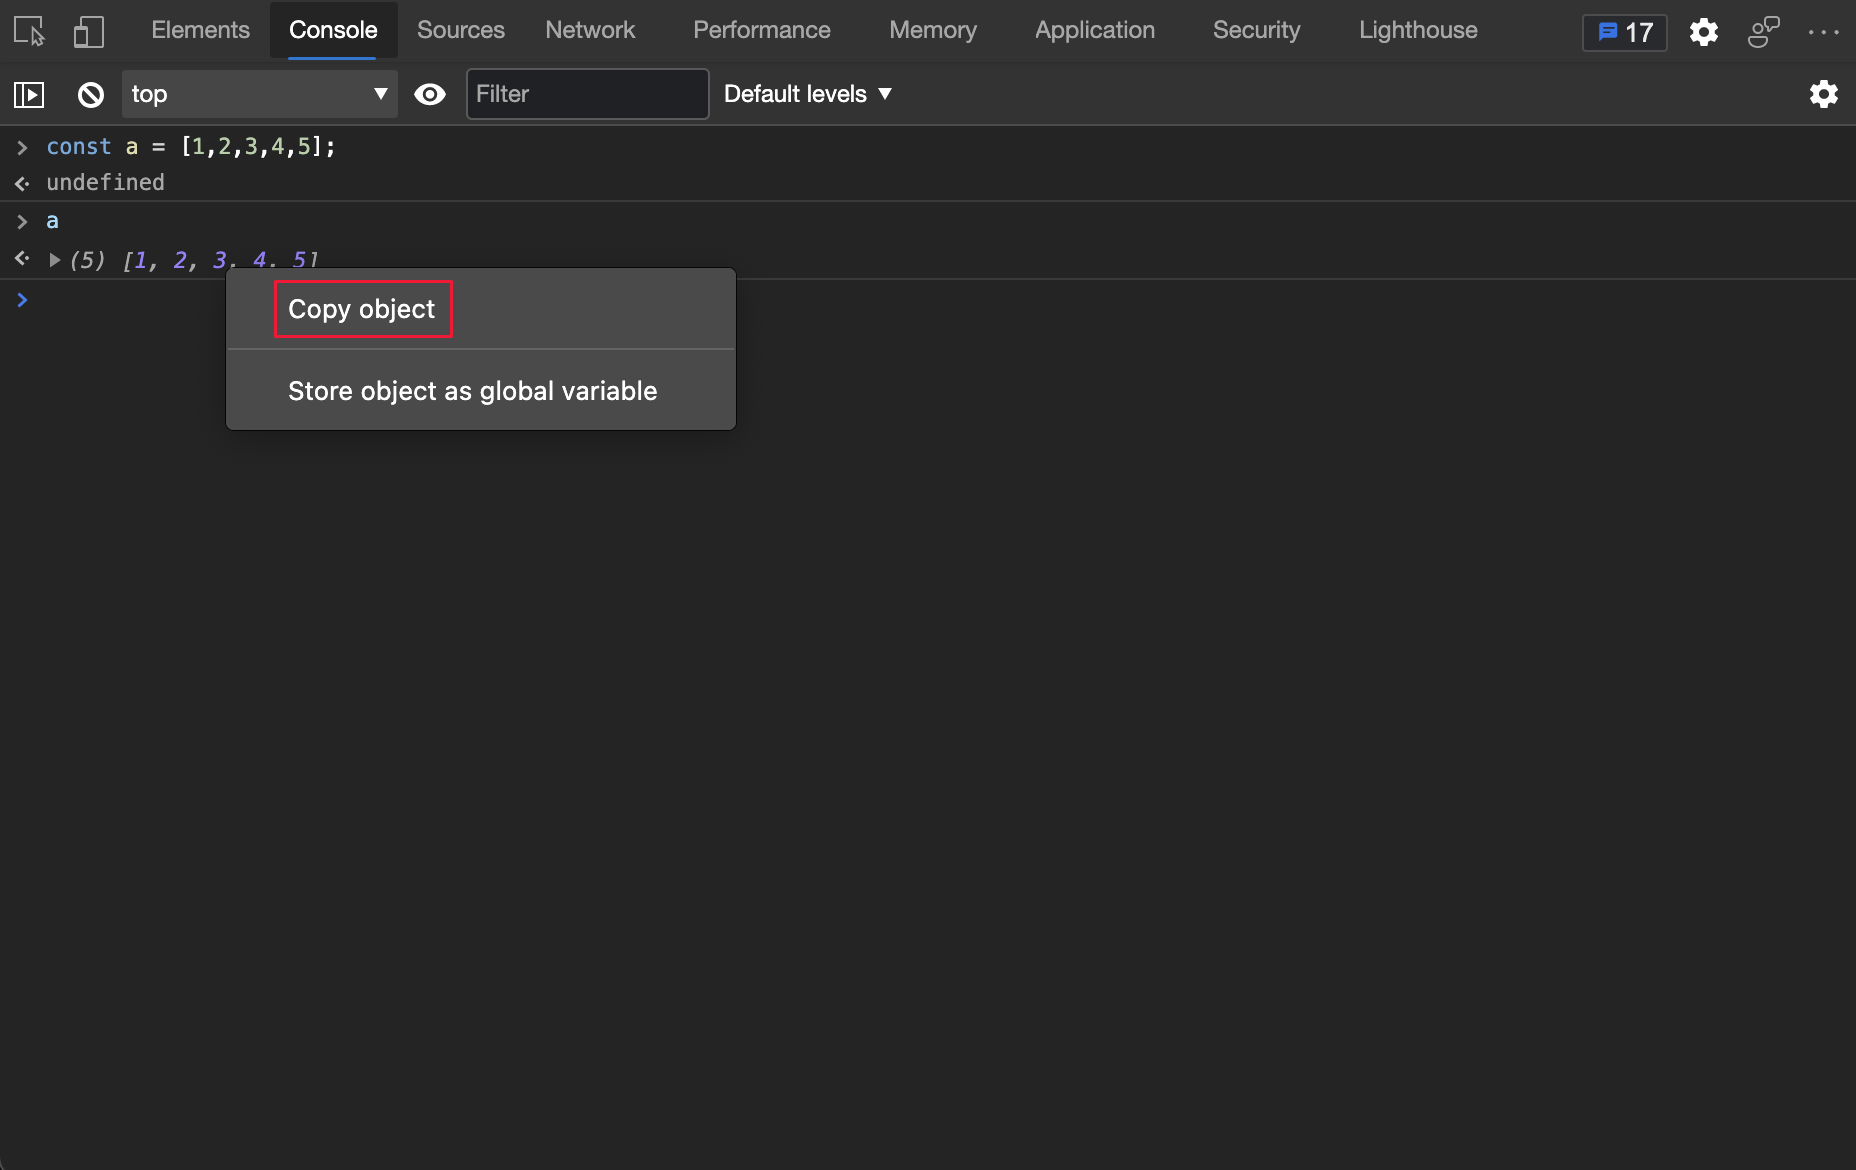 Elements Console Sources Network Performance Memory Application Security Lighthouse 17
top Filter Default levels
const a = [1,2,3,4,5];
undefined
a
(5) [1, 2, 3, 4, 5]
Copy object
Store object as global variable